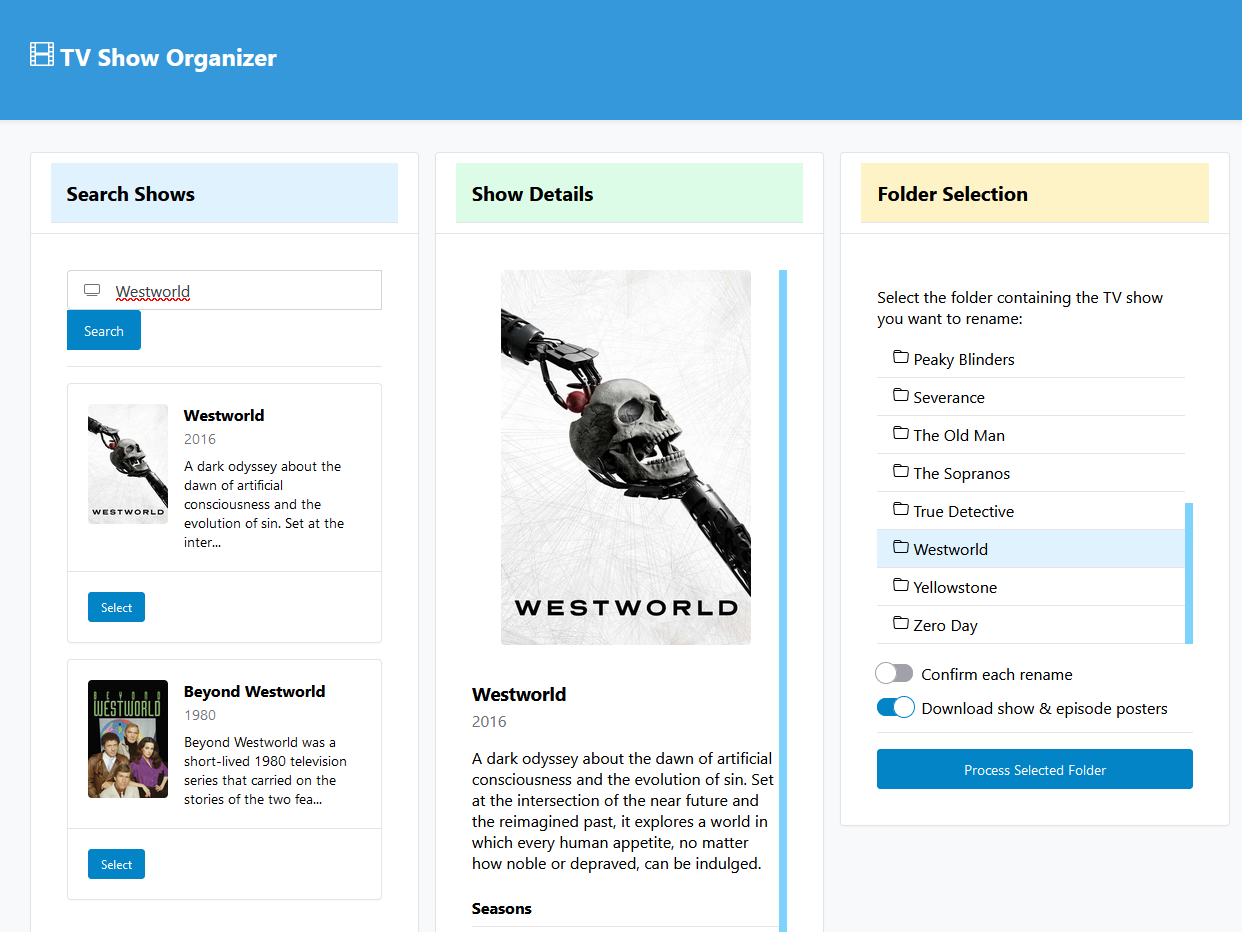 TV Show Organizer
Search Shows
Westworld
Search
WESTWORLD
Westworld
2016
A dark odyssey about the
dawn of artificial
consciousness and the
evolution of sin. Set at the
inter...
Select
BEYOND
WESTWORLD
Beyond Westworld
1980
Beyond Westworld was a
short-lived 1980 television
series that carried on the
stories of the two fea...
Select
Show Details
WESTWORLD
Westworld
2016
A dark odyssey about the dawn of artificial
consciousness and the evolution of sin. Set
at the intersection of the near future and
the reimagined past, it explores a world in
which every human appetite, no matter
how noble or depraved, can be indulged.
Seasons
Folder Selection
Select the folder containing the TV show
you want to rename:
Peaky Blinders
Severance
The Old Man
The Sopranos
True Detective
Westworld
Yellowstone
Zero Day
Confirm each rename
Download show & episode posters
Process Selected Folder